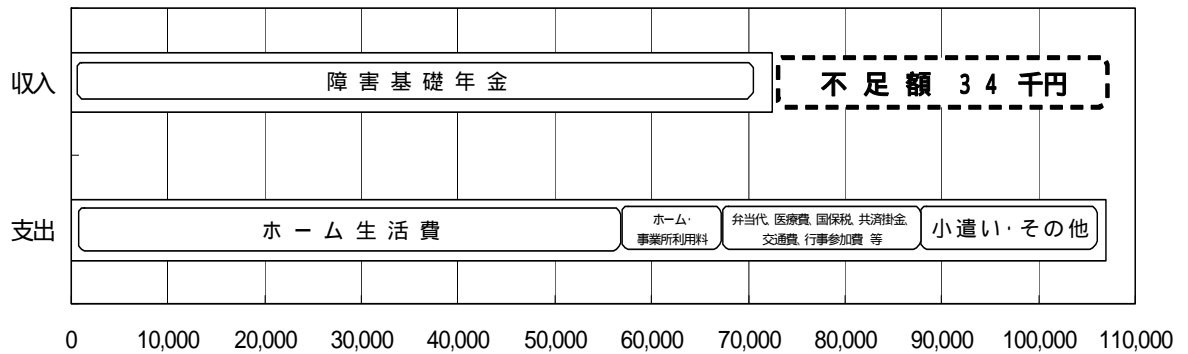 収入
障害基礎年金
不足額 34千円
支出
ホーム生活費
ホーム・
事業所利用料
弁当代、医療費、国保税、共済掛金、
交通費、行事参加費 等
小遣い・その他
0 10,000 20,000 30,000 40,000 50,000 60,000 70,000 80,000 90,000 100,000 110,000